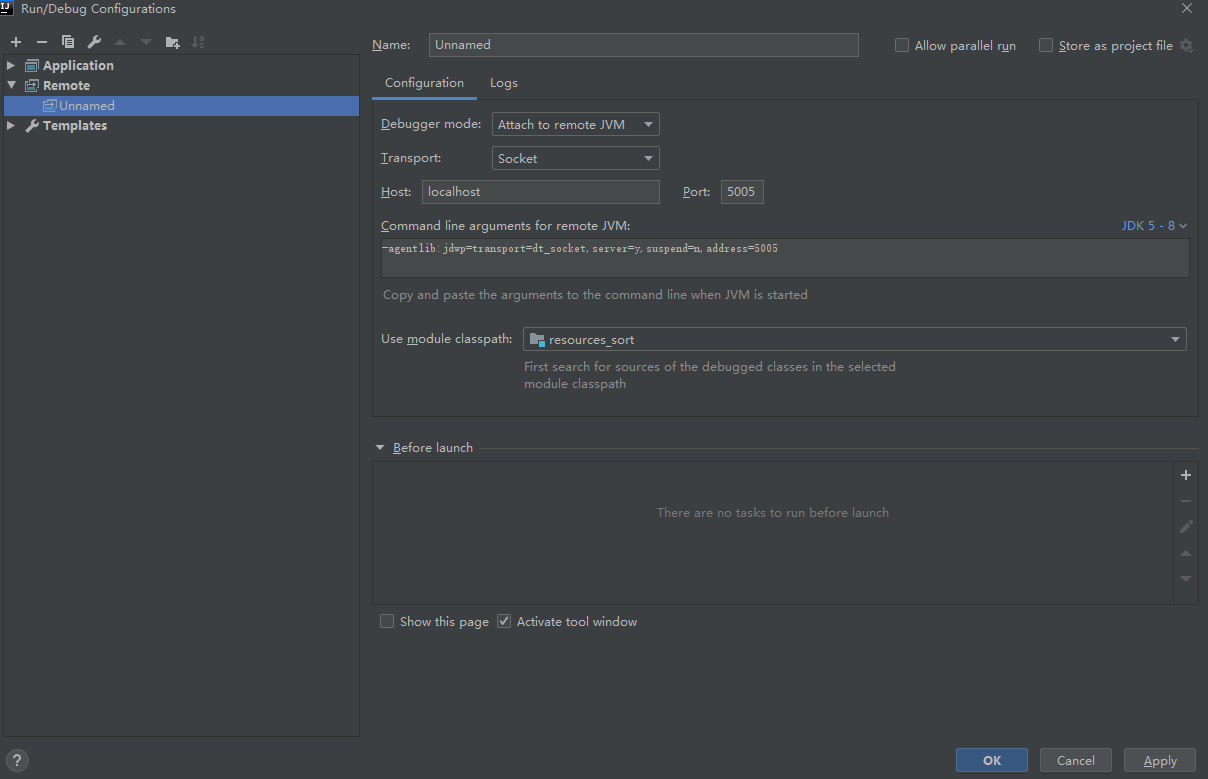 Run/Debug Configurations
Application
Remote
Unnamed
Templates
Name: Unnamed
Allow parallel run
Store as project file
Configuration Logs
Debugger mode: Attach to remote JVM
Transport: Socket
Host: localhost Port: 5005
Command line arguments for remote JVM: JDK 5 - 8
-agentlib:jdwp=transport=dt_socket,server=y,suspend=n,address=5005
Copy and paste the arguments to the command line when JVM is started
Use module classpath: resources_sort
First search for sources of the debugged classes in the selected
module classpath
Before launch
There are no tasks to run before launch
Show this page Activate tool window
? OK Cancel Apply